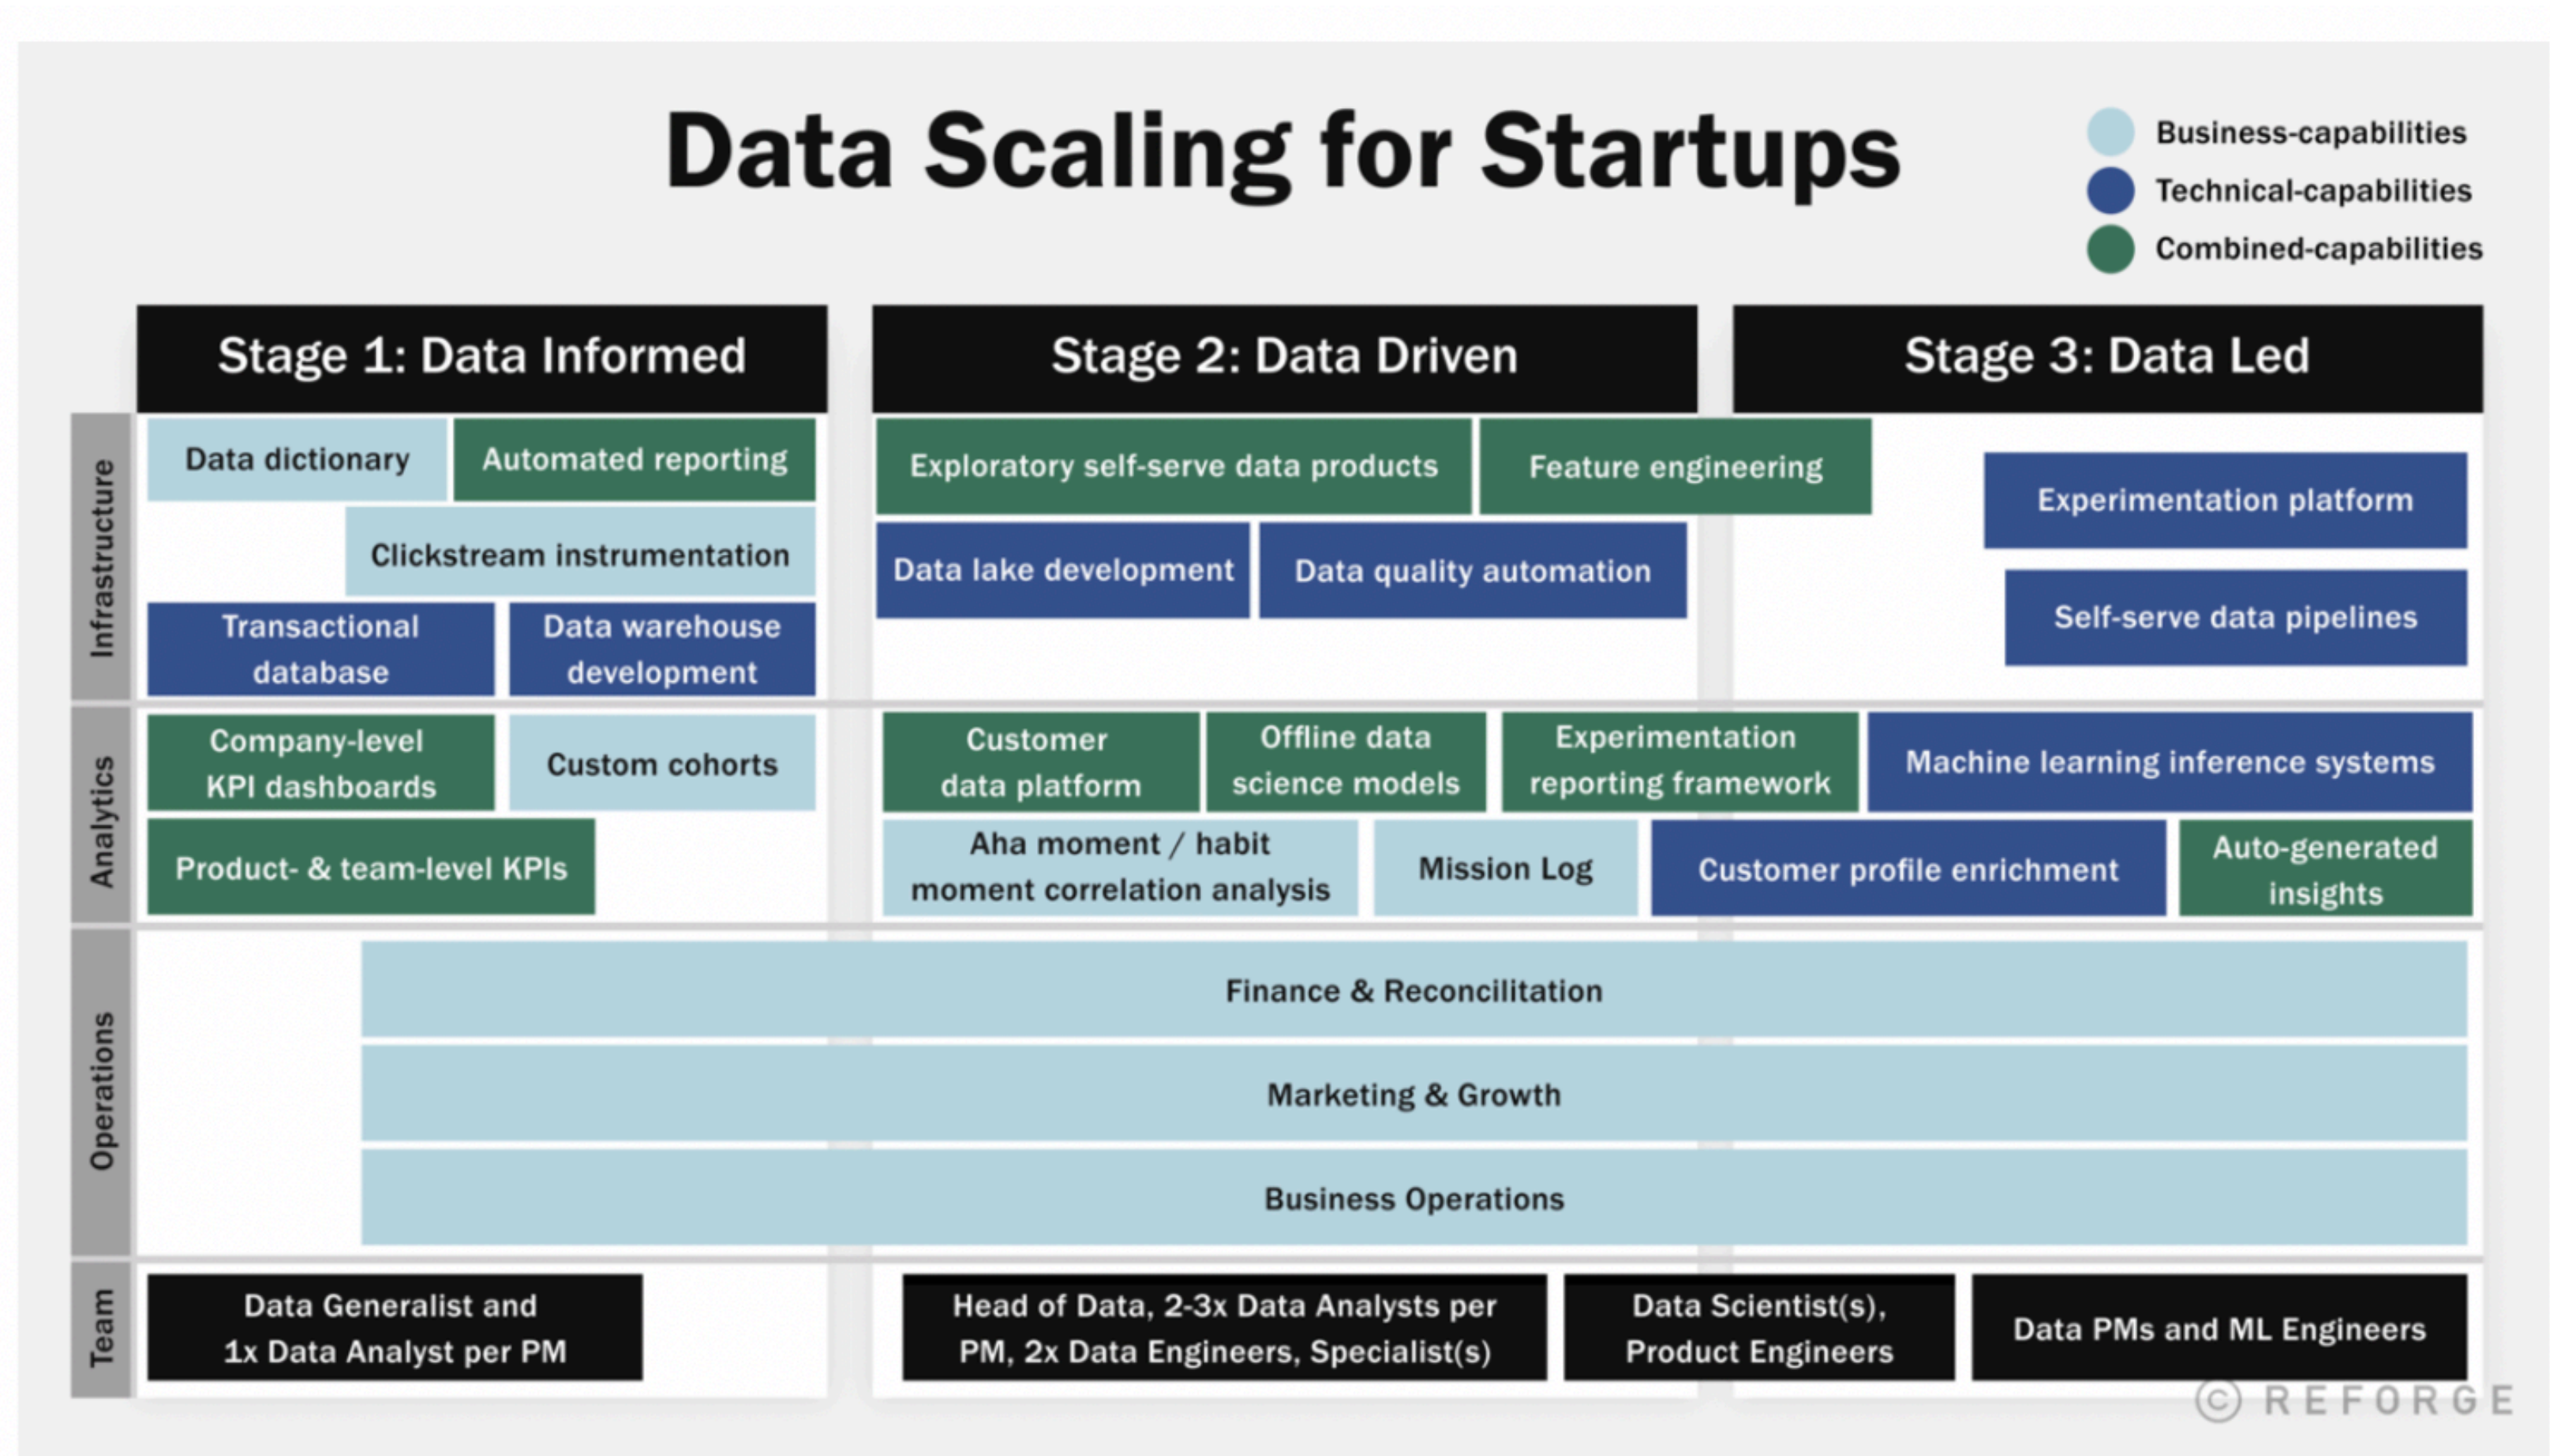 Data Scaling for Startups
Business-capabilities
Technical-capabilities
Combined-capabilities
Stage 1: Data Informed
Stage 2: Data Driven
Stage 3: Data Led
Infrastructure
Data dictionary
Automated reporting
Clickstream instrumentation
Transactional
database
Data warehouse
development
Exploratory self-serve data products
Feature engineering
Data lake development
Data quality automation
Experimentation platform
Self-serve data pipelines
Analytics
Company-level
KPI dashboards
Custom cohorts
Product- & team-level KPIs
Customer
data platform
Offline data
science models
Experimentation
reporting framework
Machine learning inference systems
Aha moment / habit
moment correlation analysis
Mission Log
Customer profile enrichment
Auto-generated
insights
Operations
Finance & Reconcilitation
Marketing & Growth
Business Operations
Team
Data Generalist and
1x Data Analyst per PM
Head of Data, 2-3x Data Analysts per
PM, 2x Data Engineers, Specialist(s)
Data Scientist(s),
Product Engineers
Data PMs and ML Engineers
© REFORGE